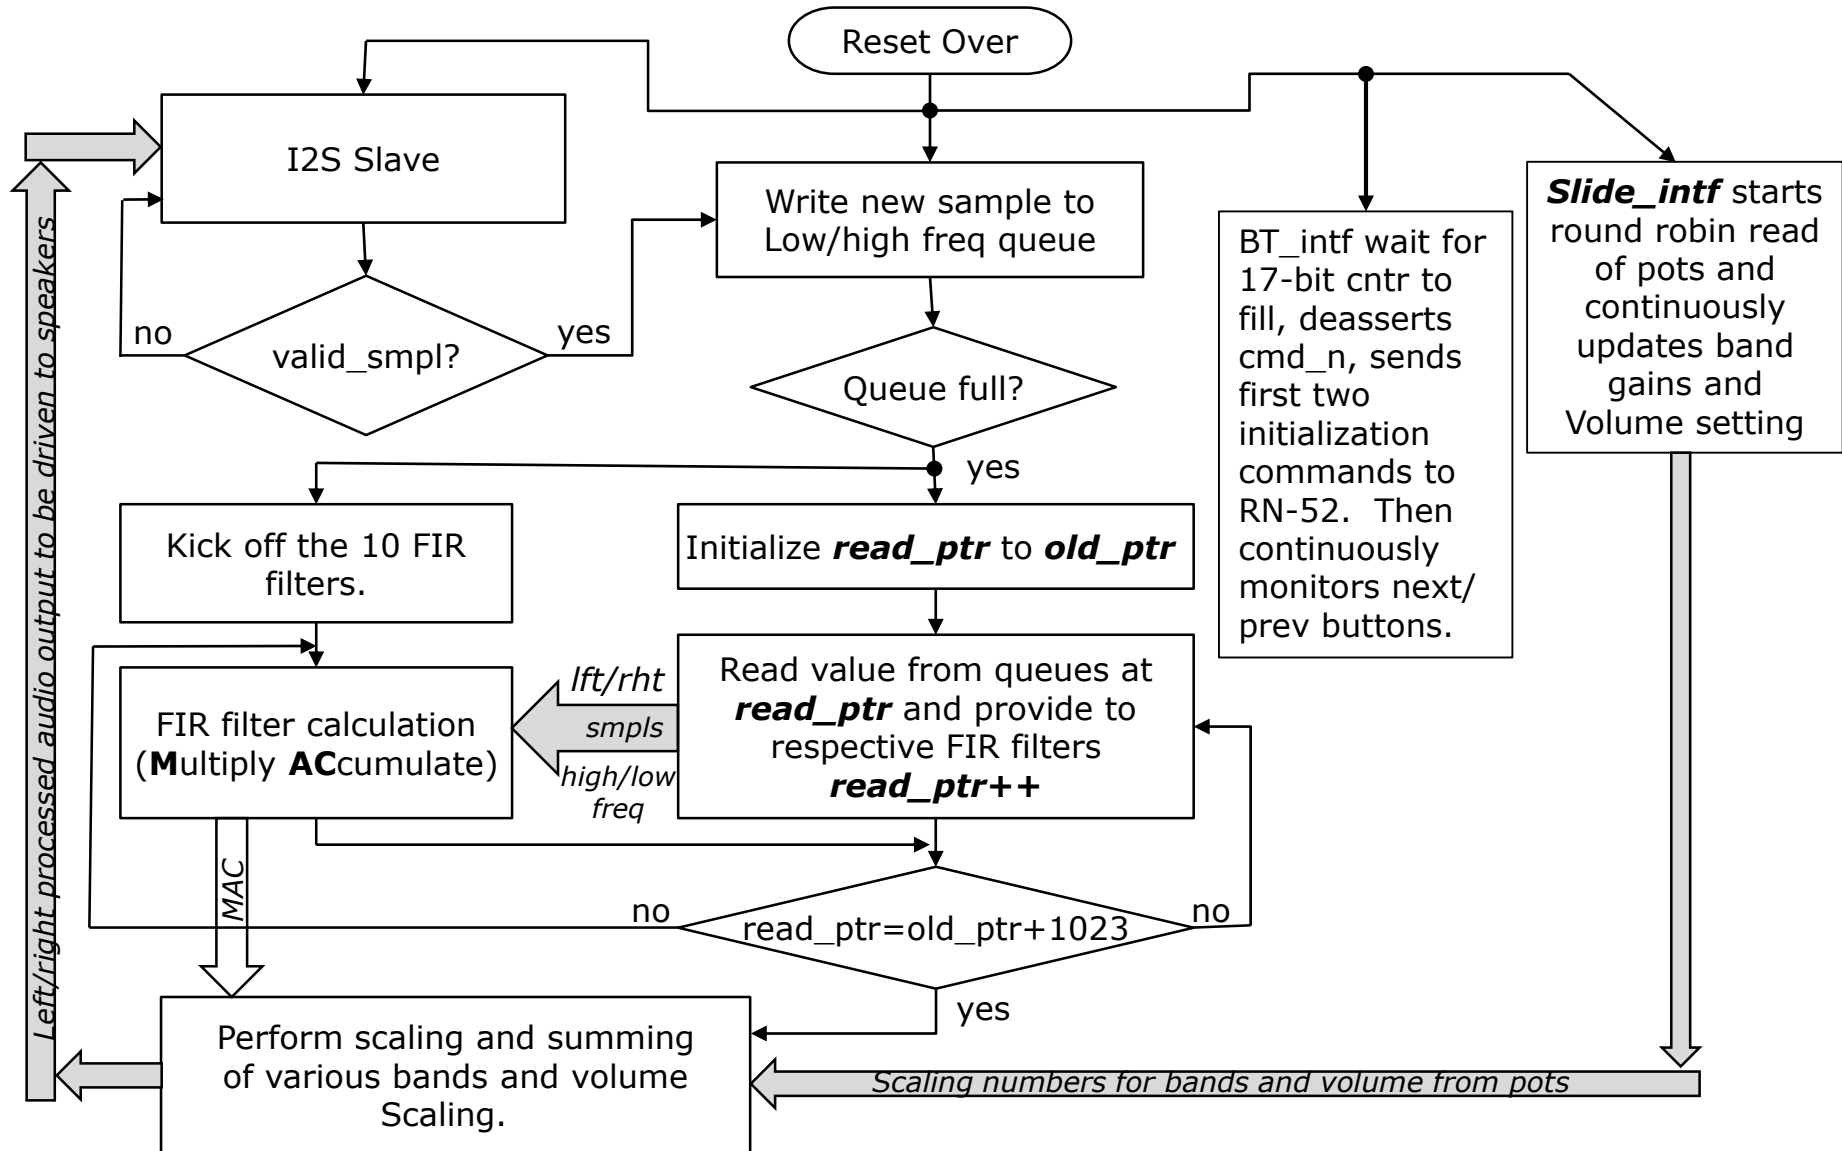 Reset Over
I2S Slave
valid_smpl?
no
yes
Write new sample to
Low/high freq queue
Queue full?
yes
BT_intf wait for
17-bit cntr to
fill, deasserts
cmd_n, sends
first two
initialization
commands to
RN-52.  Then
continuously
monitors next/
prev buttons.
Slide_intf starts
round robin read
of pots and
continuously
updates band
gains and
Volume setting
Kick off the 10 FIR
filters.
Initialize read_ptr to old_ptr
FIR filter calculation
(Multiply ACcumulate)
lft/rht
smpls
high/low
freq
Read value from queues at
read_ptr and provide to
respective FIR filters
read_ptr++
MAC
no
read_ptr=old_ptr+1023
no
yes
Perform scaling and summing
of various bands and volume
Scaling.
Scaling numbers for bands and volume from pots
Left/right processed audio output to be driven to speakers